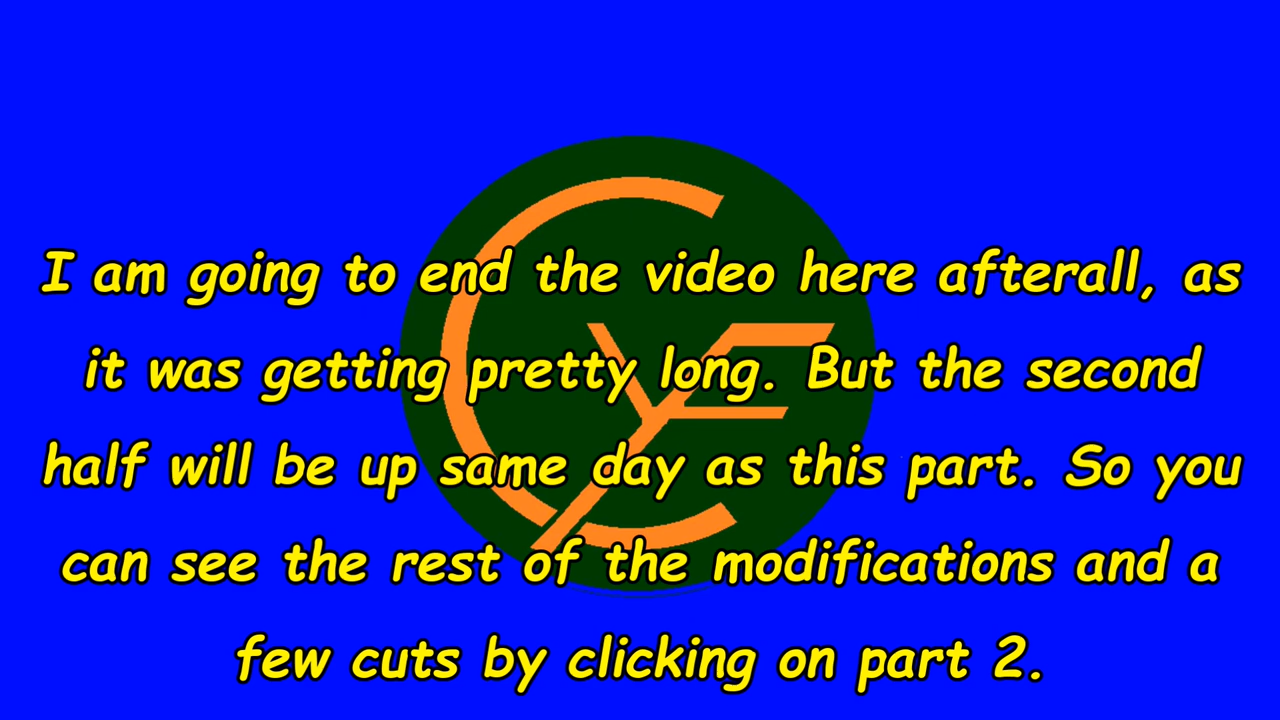 I am going to end the video here afterall, as
it was getting pretty long. But the second
half will be up same day as this part. So you
can see the rest of the modifications and a
few cuts by clicking on part 2.